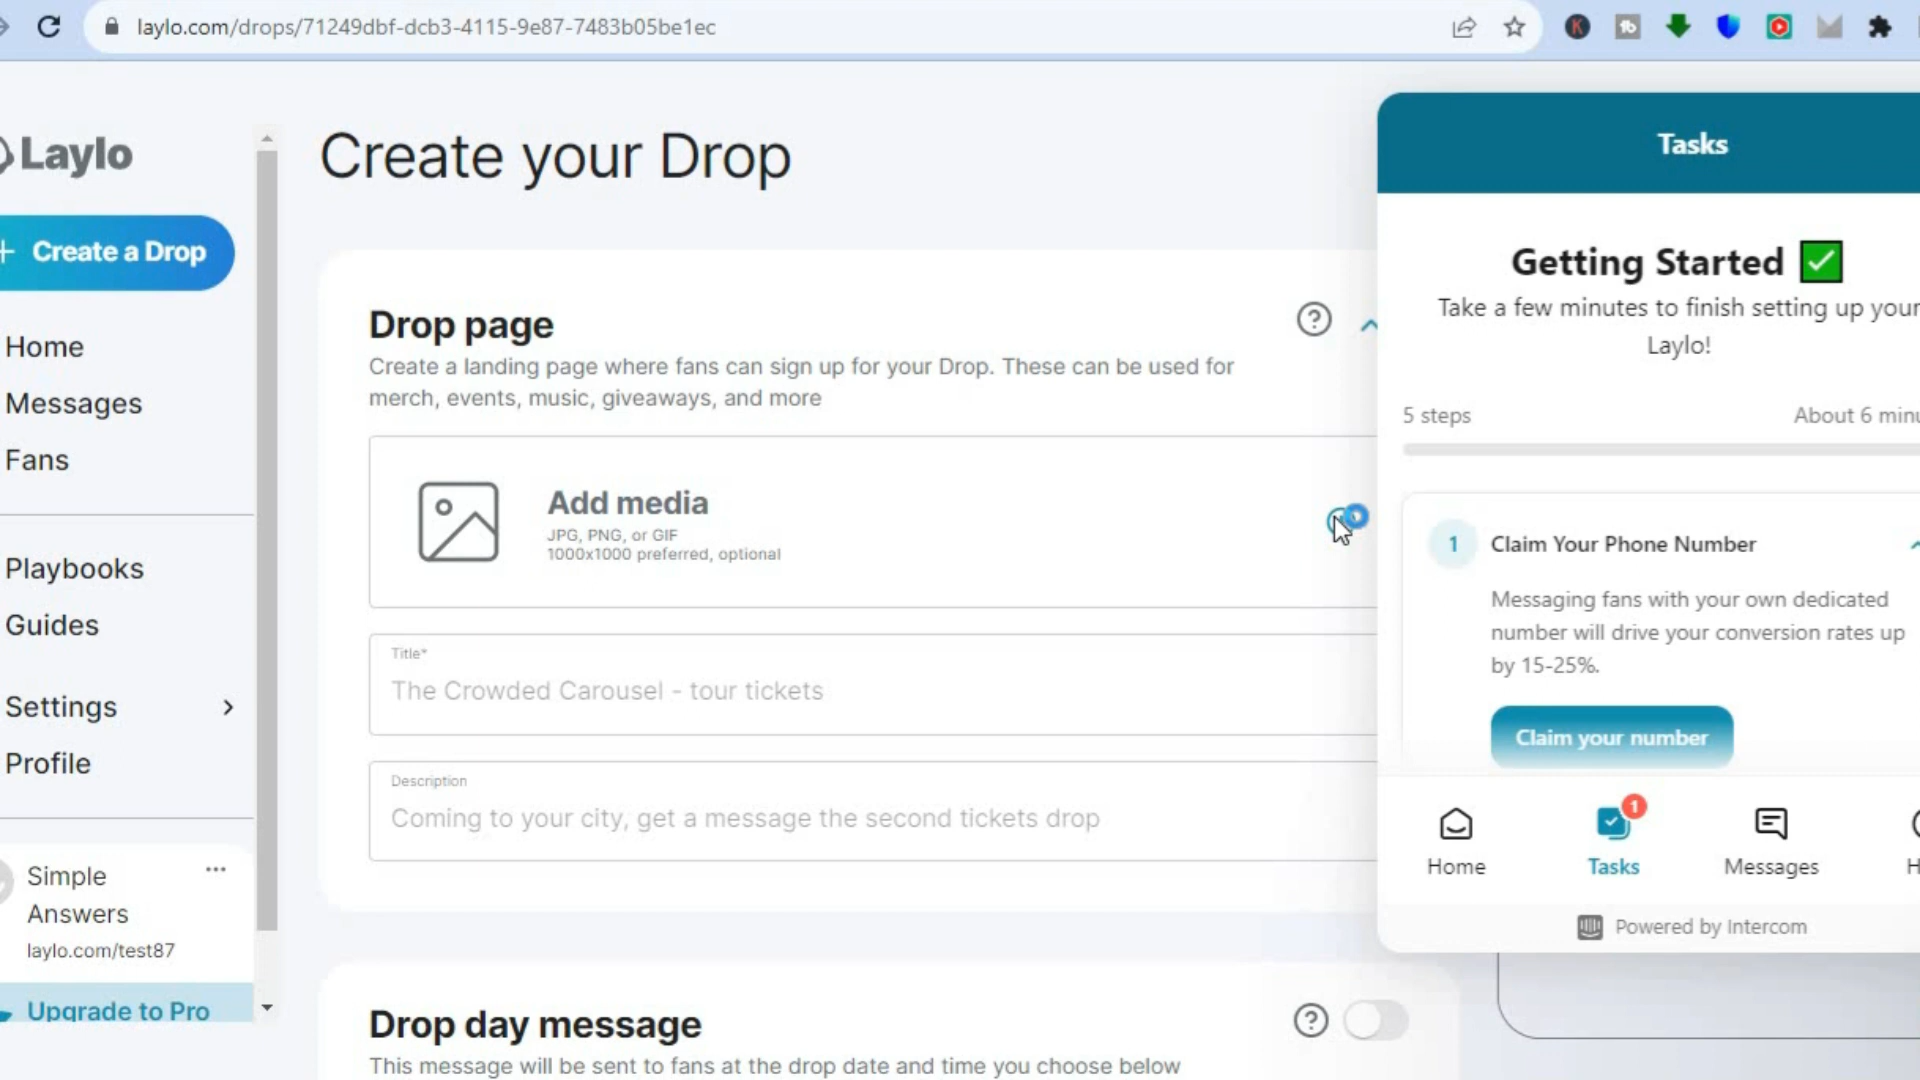 laylo.com/drops/71249dbf-dcb3-4115-9e87-7483b05be1ec
Laylo
+ Create a Drop
Home
Messages
Fans
Playbooks
Guides
Settings
Profile
Simple
Answers
laylo.com/test87
Upgrade to Pro
Create your Drop
Drop page
Create a landing page where fans can sign up for your Drop. These can be used for
merch, events, music, giveaways, and more
Add media
JPG, PNG, or GIF
1000x1000 preferred, optional
Title*
The Crowded Carousel - tour tickets
Description
Coming to your city, get a message the second tickets drop
Drop day message
This message will be sent to fans at the drop date and time you choose below
Tasks
Getting Started ✅
Take a few minutes to finish setting up your
Laylo!
5 steps
About 6 minu
1 Claim Your Phone Number
Messaging fans with your own dedicated
number will drive your conversion rates up
by 15-25%.
Claim your number
1
Home
Tasks
Messages
H
Powered by Intercom